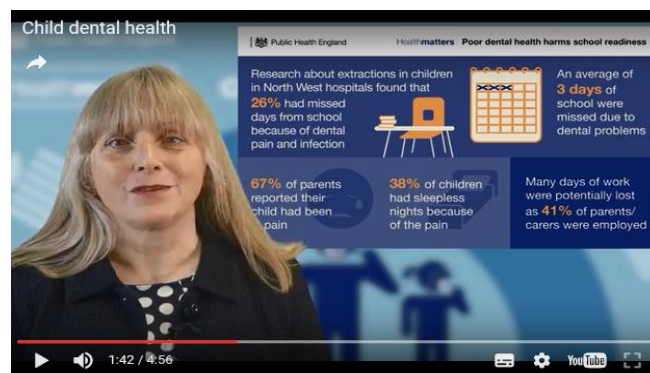 Child dental health
Public Health England
Healthmatters Poor dental health harms school readiness
Research about extractions in children
in North West hospitals found that
26% had missed
days from school
because of dental
pain and infection
An average of
3 days of
school were
missed due to
dental problems
67% of parents
reported their
child had been
pain
38% of children
had sleepless
nights because
of the pain
Many days of work
were potentially lost
as 41% of parents/
carers were employed
1:42 / 4:56
YouTube